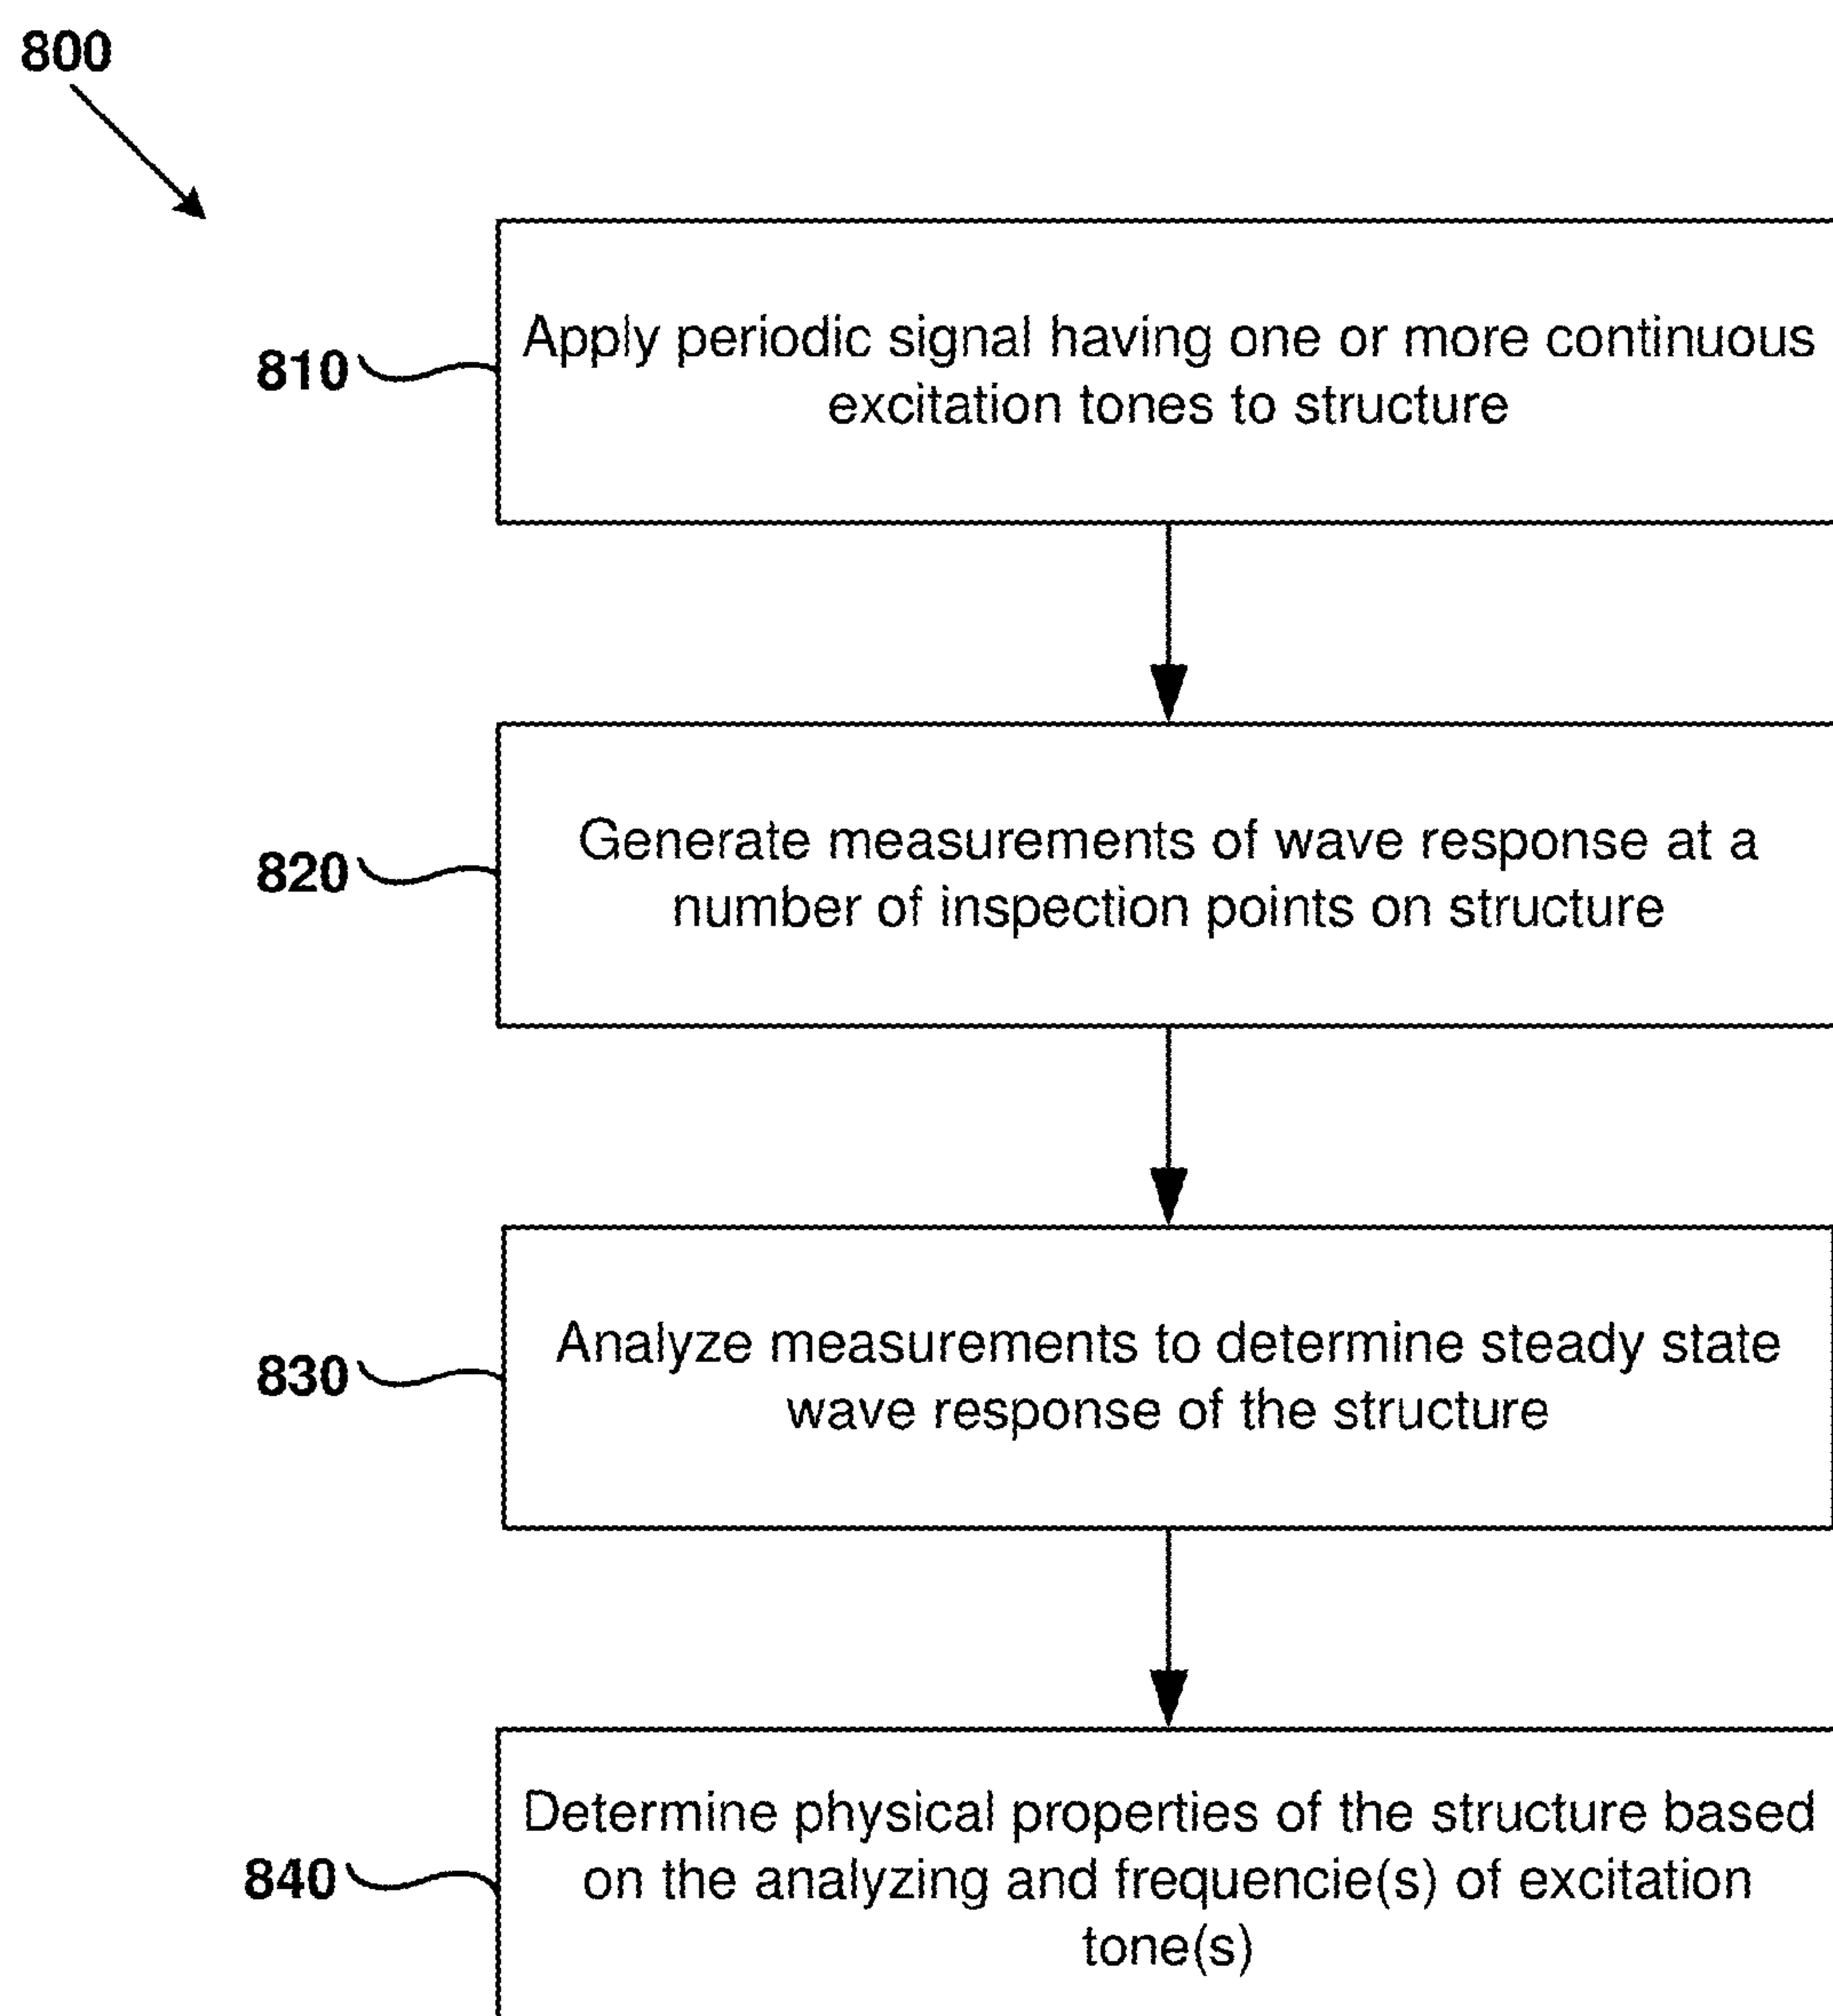 800
810
Apply periodic signal having one or more continuous
excitation tones to structure
820
Generate measurements of wave response at a
number of inspection points on structure
830
Analyze measurements to determine steady state
wave response of the structure
840
Determine physical properties of the structure based
on the analyzing and frequencie(s) of excitation
tone(s)